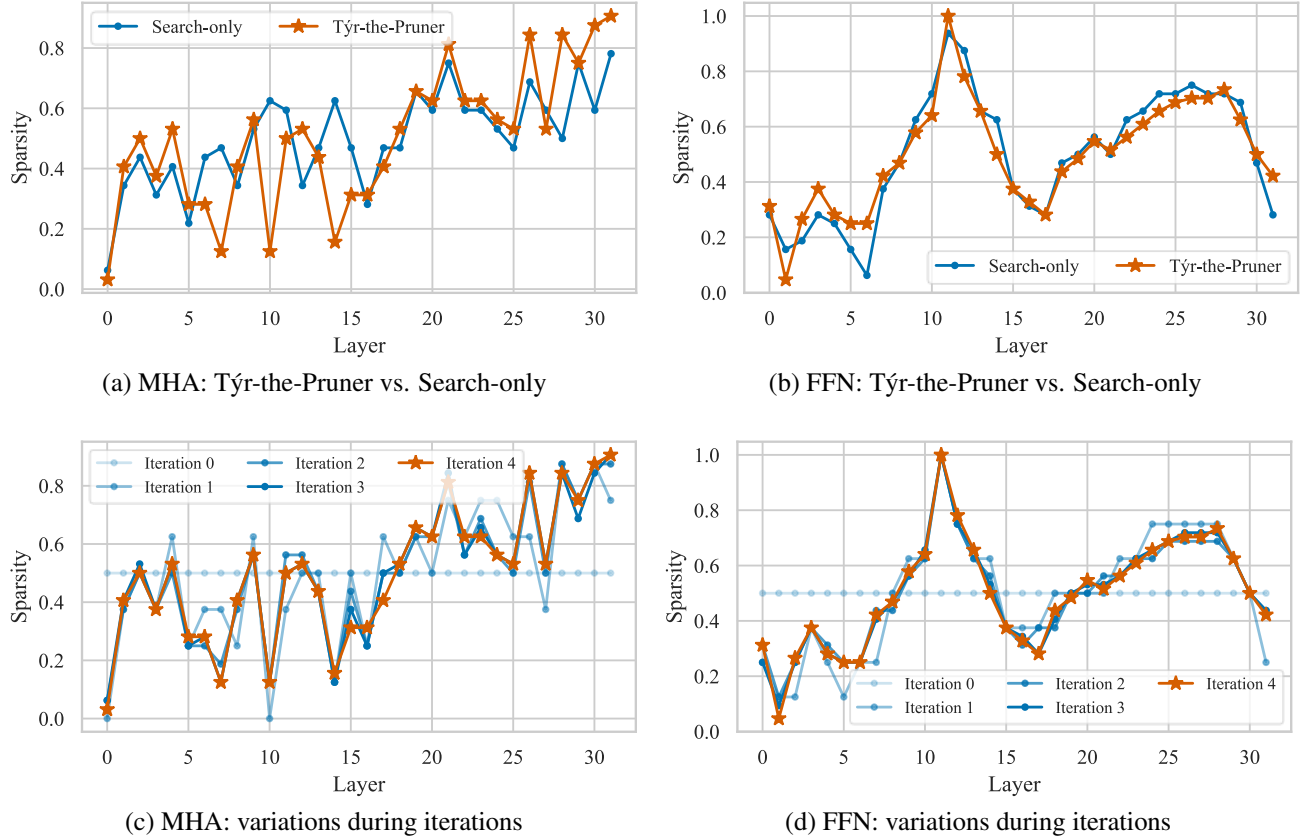 Search-only Týr-the-Pruner
Sparsity
0.8
0.6
0.4
0.2
0.0
0 5 10 15 20 25 30
Layer
(a) MHA: Týr-the-Pruner vs. Search-only
Sparsity
1.0
0.8
0.6
0.4
0.2
0.0
Search-only Týr-the-Pruner
0 5 10 15 20 25 30
Layer
(b) FFN: Týr-the-Pruner vs. Search-only
Iteration 0 Iteration 2 Iteration 4
Iteration 1 Iteration 3
Sparsity
0.8
0.6
0.4
0.2
0.0
0 5 10 15 20 25 30
Layer
(c) MHA: variations during iterations
Sparsity
1.0
0.8
0.6
0.4
0.2
0.0
Iteration 0 Iteration 2 Iteration 4
Iteration 1 Iteration 3
0 5 10 15 20 25 30
Layer
(d) FFN: variations during iterations